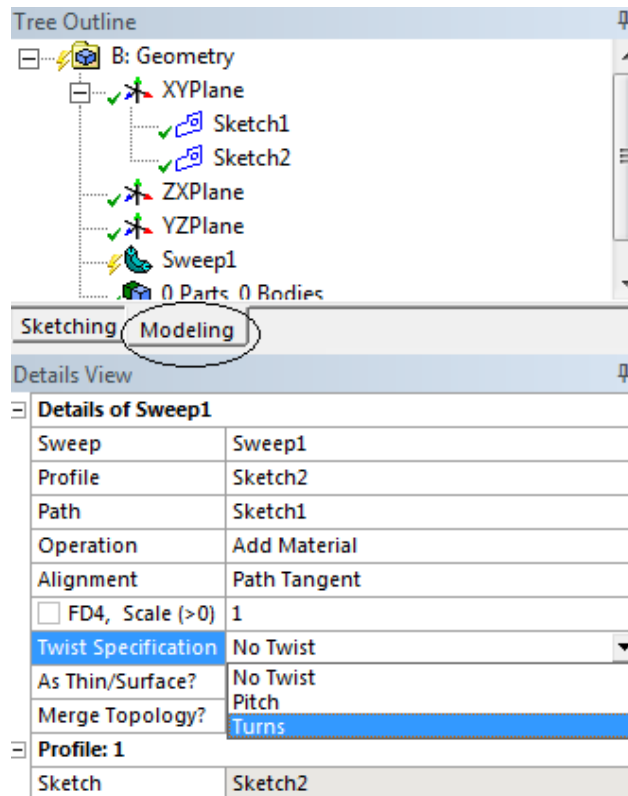 Tree Outline
B: Geometry
XYPlane
Sketch1
Sketch2
ZXPlane
YZPlane
Sweep1
0 Parts, 0 Bodies
Sketching Modeling
Details View
Details of Sweep1
Sweep Sweep1
Profile Sketch2
Path Sketch1
Operation Add Material
Alignment Path Tangent
FD4, Scale (>0) 1
Twist Specification No Twist
As Thin/Surface? No Twist
Pitch
Merge Topology? Turns
Profile: 1
Sketch Sketch2